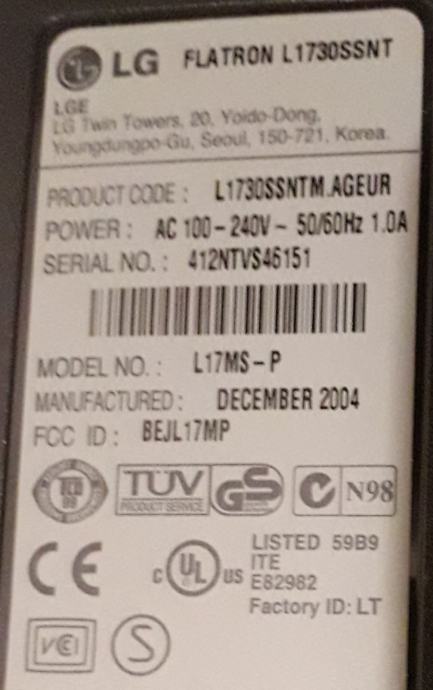 LG FLATRON L1730SSNT
LGE
LG Twin Towers, 20, Yoido-Dong,
Youngdungpo-Gu, Seoul, 150-721, Korea.
PRODUCT CODE : L1730SSNTM.AGEUR
POWER : AC 100-240V~ 50/60Hz 1.0A
SERIAL NO. : 412NTVS46151
MODEL NO. : L17MS-P
MANUFACTURED : DECEMBER 2004
FCC ID : BEJL17MP
TCO 99 TÜV GS N98
PRODUCT SERVICE
CE c UL US LISTED 59B9
ITE
E82982
Factory ID: LT
VCI S